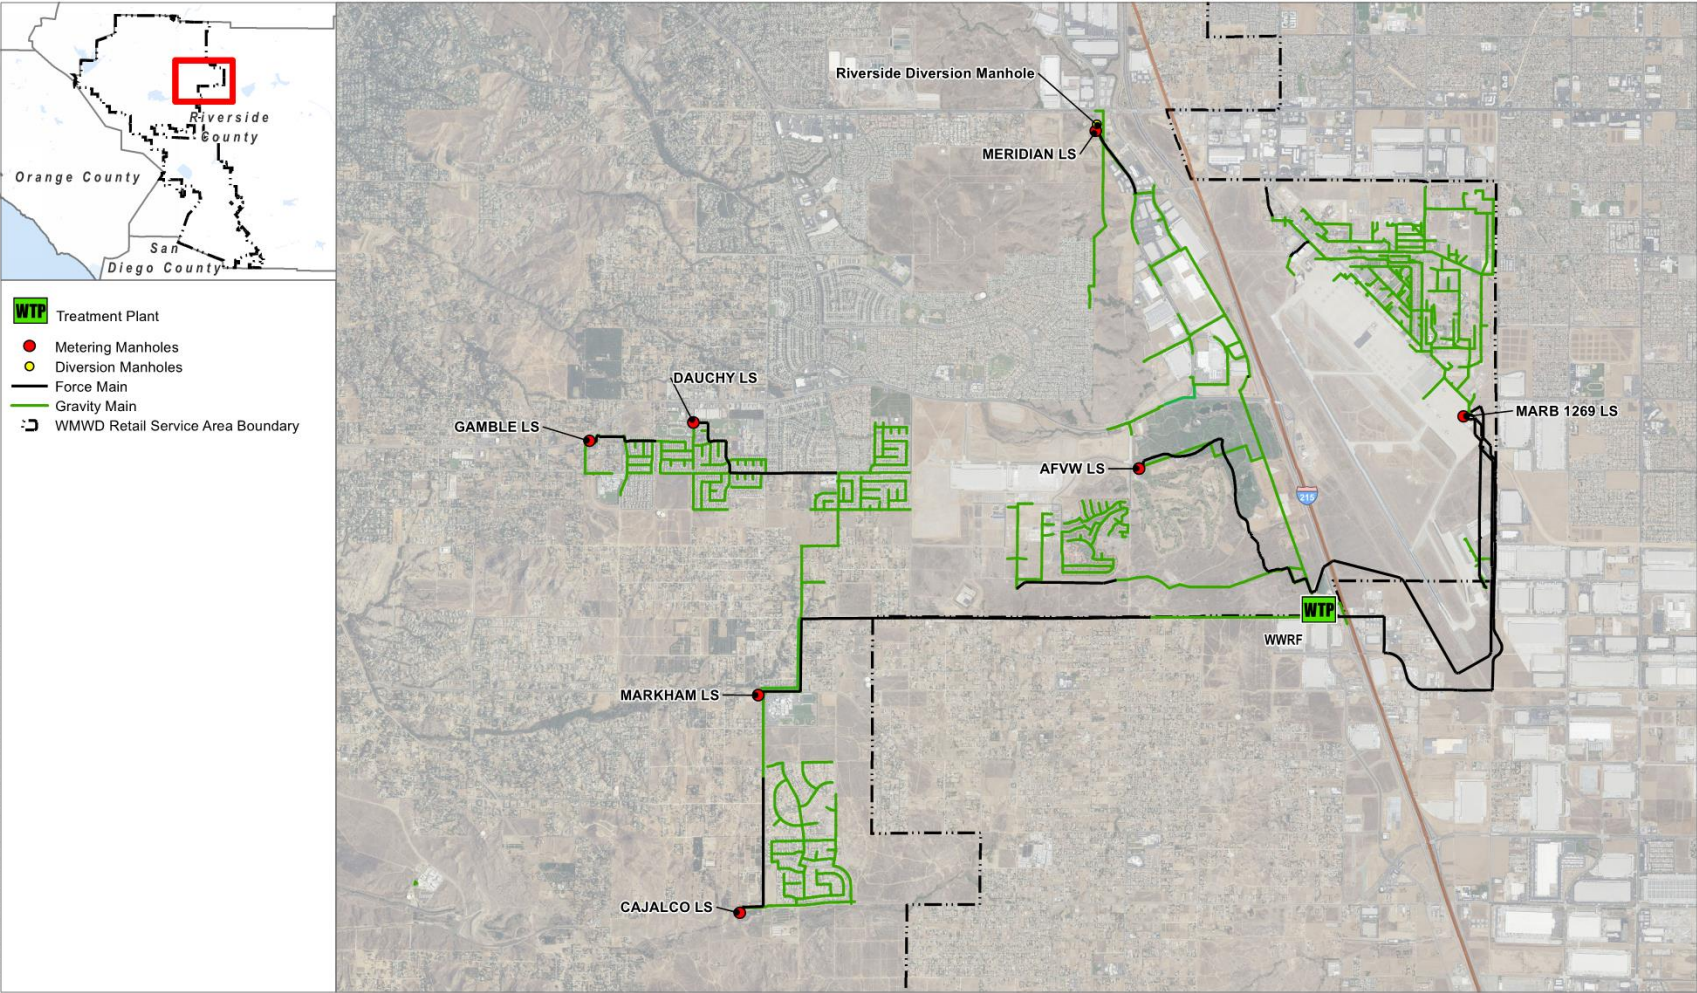 Riverside
County
Orange County
San
Diego County
WTP Treatment Plant
Metering Manholes
Diversion Manholes
Force Main
Gravity Main
WMWD Retail Service Area Boundary
Riverside Diversion Manhole
MERIDIAN LS
DAUCHY LS
GAMBLE LS
MARB 1269 LS
AFVW LS
215
WTP
WWRF
MARKHAM LS
CAJALCO LS